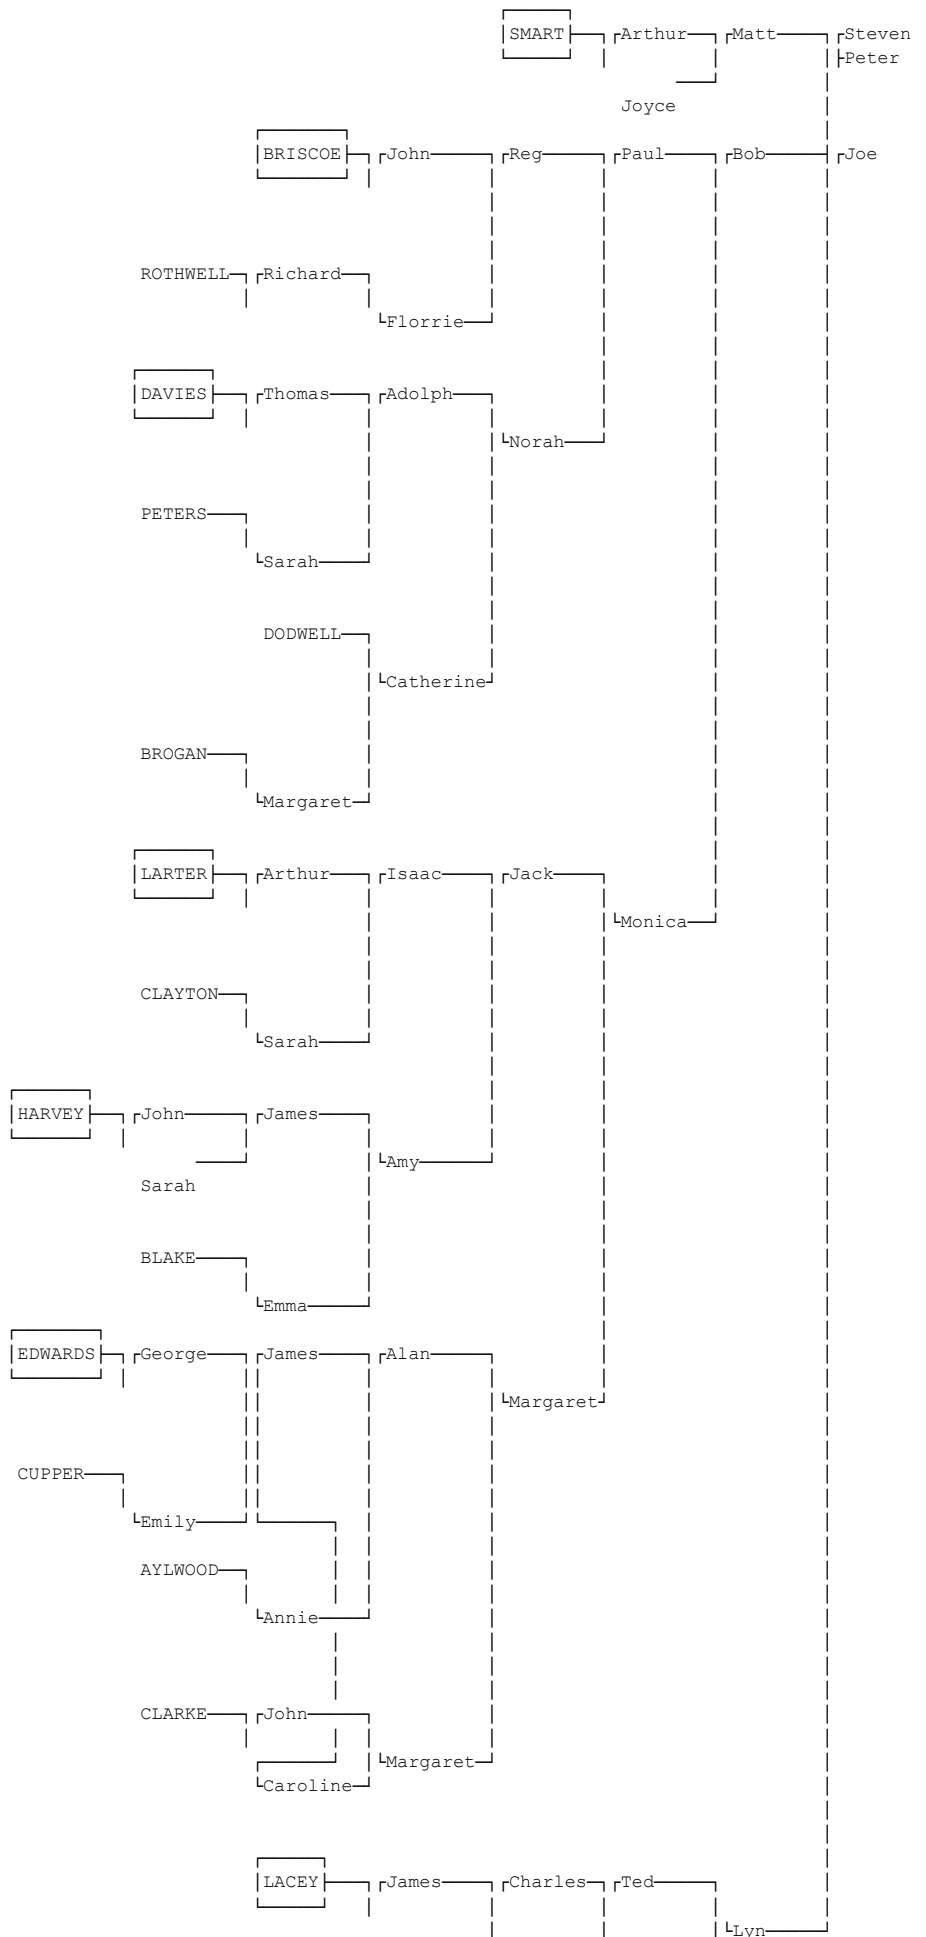 SMART Arthur Matt Steven
Peter
Joyce
BRISCOE John Reg Paul Bob Joe
ROTHWELL Richard
Florrie
DAVIES Thomas Adolph
Norah
PETERS
Sarah
DODWELL
Catherine
BROGAN
Margaret
LARTER Arthur Isaac Jack
Monica
CLAYTON
Sarah
HARVEY John James
Amy
Sarah
BLAKE
Emma
EDWARDS George James Alan
Margaret
CUPPER
Emily
AYLWOOD
Annie
CLARKE John
Margaret
Caroline
LACEY James Charles Ted
Lyn